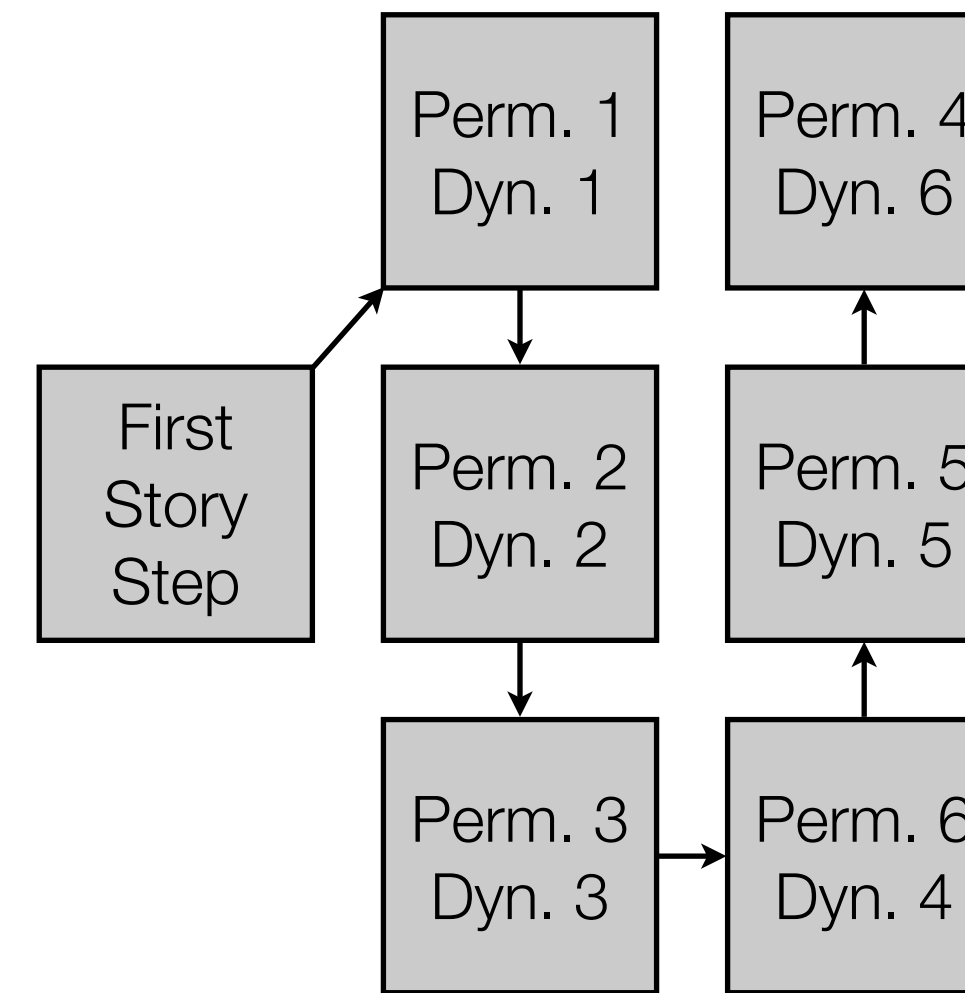 Perm. 1
Dyn. 1
Perm. 4
Dyn. 6
First
Story
Step
Perm. 2
Dyn. 2
Perm. 5
Dyn. 5
Perm. 3
Dyn. 3
Perm. 6
Dyn. 4